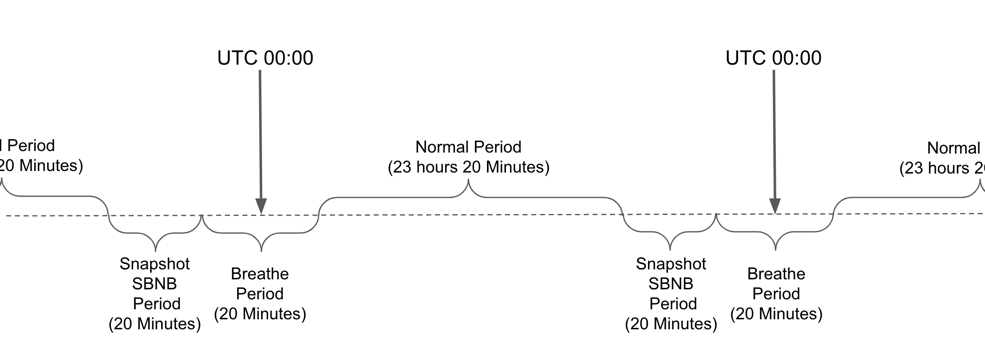 UTC 00:00
UTC 00:00
l Period
20 Minutes)
Normal Period
(23 hours 20 Minutes)
Normal
(23 hours 2
Snapshot
SBNB
Period
(20 Minutes)
Breathe
Period
(20 Minutes)
Snapshot
SBNB
Period
(20 Minutes)
Breathe
Period
(20 Minutes)